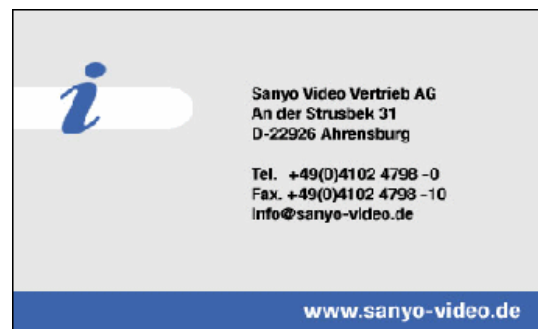 i
Sanyo Video Vertrieb AG
An der Strusbek 31
D-22926 Ahrensburg
Tel. +49(0)4102 4798 -0
Fax. +49(0)4102 4798 -10
Info@sanyo-video.de
www.sanyo-video.de